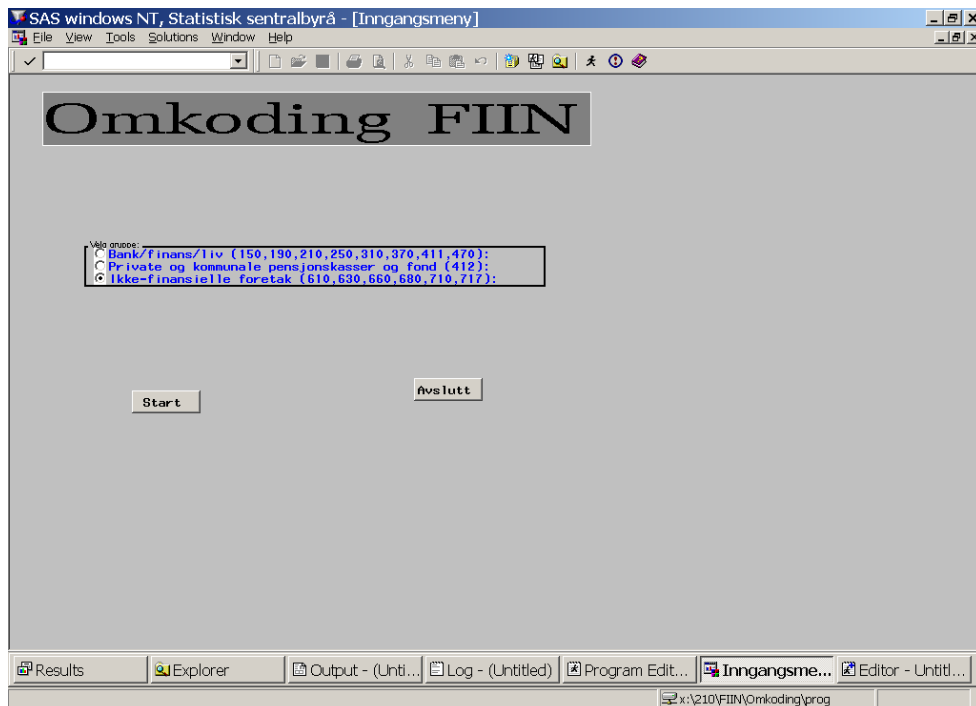 SAS windows NT, Statistisk sentralbyrå - [Inngangsmeny]
File View Tools Solutions Window Help
Omkoding FIIN
Velg gruppe:
Bank/finans/liv (150,190,210,250,310,370,411,470):
Private og kommunale pensjonskasser og fond (412):
Ikke-finansielle foretak (610,630,660,680,710,717):
Avslutt
Start
Results Explorer Output - (Unti... Log - (Untitled) Program Edit... Inngangsme... Editor - Untitl...
x:\210\FIIN\Omkoding\prog